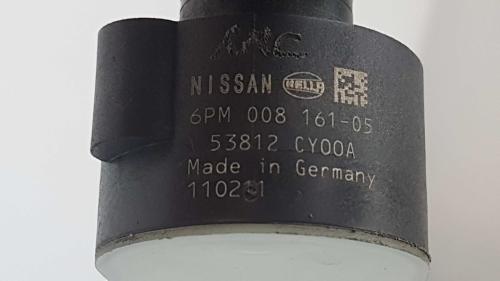 NISSAN HELLA
6PM 008 161-05
53812 CY00A
Made in Germany